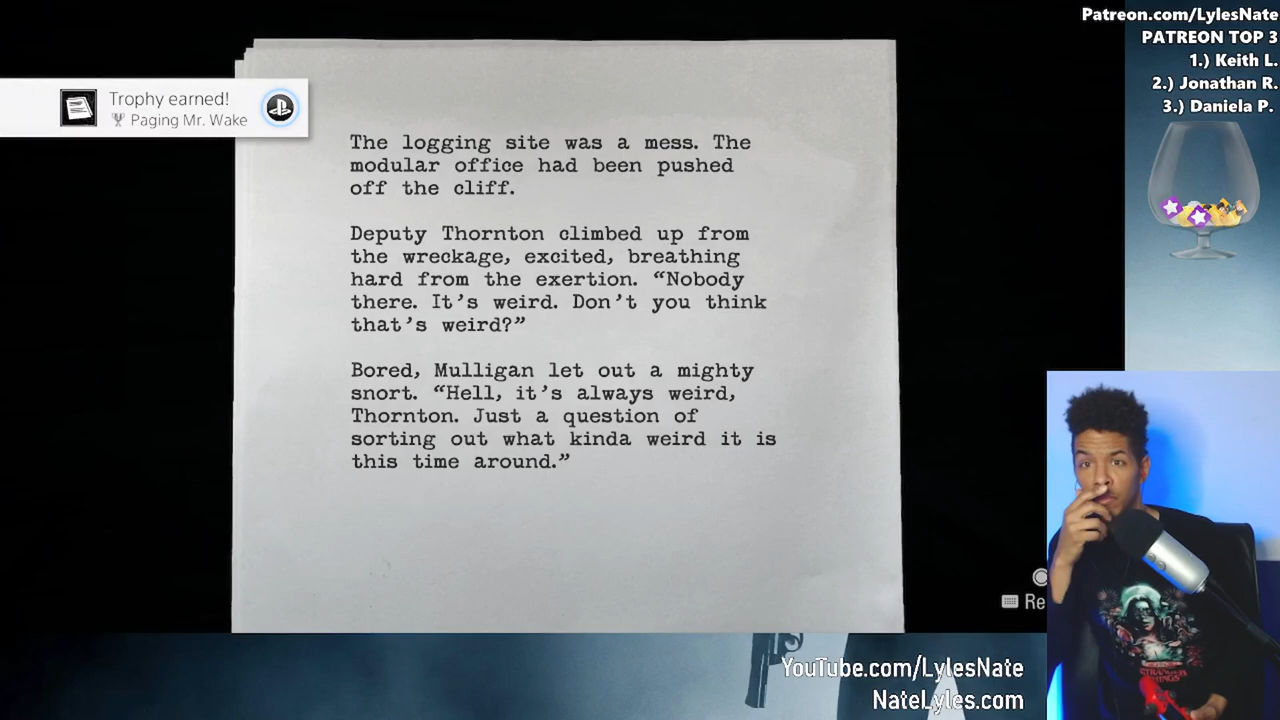 Patreon.com/LylesNate
PATREON TOP 3
1.) Keith L.
2.) Jonathan R.
3.) Daniela P.
Trophy earned!
Paging Mr. Wake
The logging site was a mess. The
modular office had been pushed
off the cliff.
Deputy Thornton climbed up from
the wreckage, excited, breathing
hard from the exertion. “Nobody
there. It’s weird. Don’t you think
that’s weird?”
Bored, Mulligan let out a mighty
snort. “Hell, it’s always weird,
Thornton. Just a question of
sorting out what kinda weird it is
this time around.”
Re
STRANGER
THINGS
YouTube.com/LylesNate
NateLyles.com